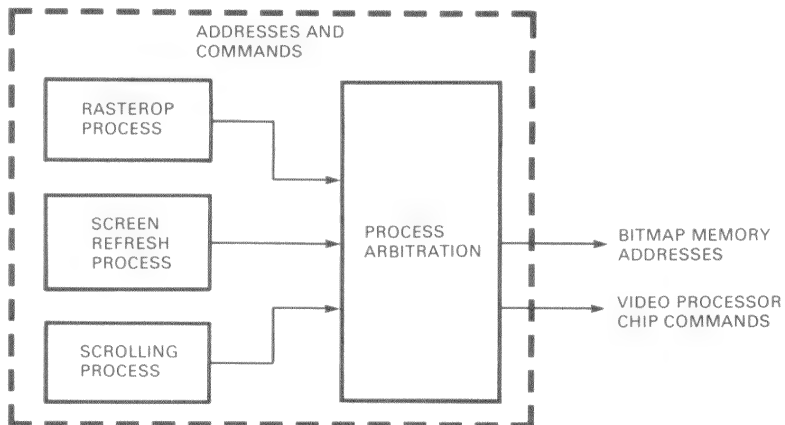 ADDRESSES AND
COMMANDS
RASTEROP
PROCESS
SCREEN
REFRESH
PROCESS
SCROLLING
PROCESS
PROCESS
ARBITRATION
BITMAP MEMORY
ADDRESSES
VIDEO PROCESSOR
CHIP COMMANDS